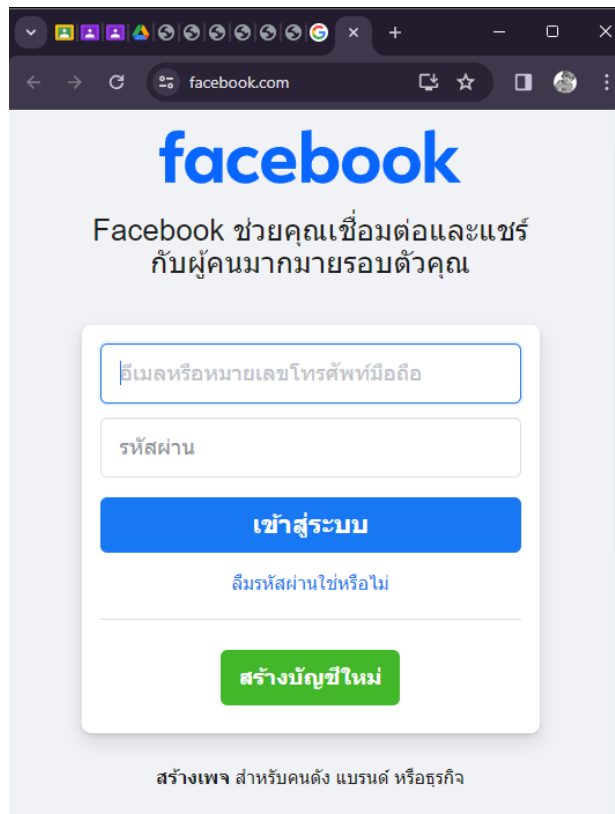 facebook.com
facebook
Facebook ช่วยคุณเชื่อมต่อและแชร์
กับผู้คนมากมายรอบตัวคุณ
อีเมลหรือหมายเลขโทรศัพท์มือถือ
รหัสผ่าน
เข้าสู่ระบบ
ลืมรหัสผ่านใช่หรือไม่
สร้างบัญชีใหม่
สร้างเพจ สำหรับคนดัง แบรนด์ หรือธุรกิจ